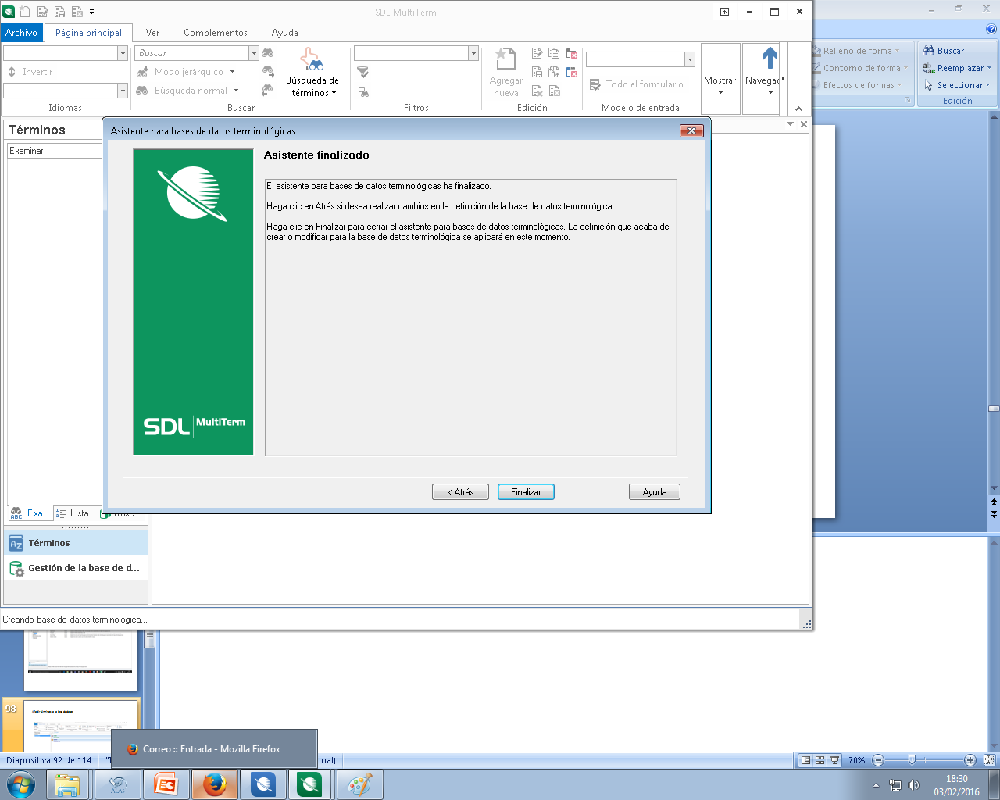 SDL MultiTerm
Archivo
Página principal
Ver
Complementos
Ayuda
Invertir
Idiomas
Buscar
Modo jerárquico
Búsqueda normal
Búsqueda de
términos
Buscar
Filtros
Agregar
nueva
Edición
Todo el formulario
Modelo de entrada
Mostrar
Navegac
Relleno de forma
Contorno de forma
Efectos de formas
Buscar
Reemplazar
Seleccionar
Edición
Términos
Examinar
Asistente para bases de datos terminológicas
Asistente finalizado
El asistente para bases de datos terminológicas ha finalizado.
Haga clic en Atrás si desea realizar cambios en la definición de la base de datos terminológica.
Haga clic en Finalizar para cerrar el asistente para bases de datos terminológicas. La definición que acaba de
crear o modificar para la base de datos terminológica se aplicará en este momento.
SDL MultiTerm
< Atrás
Finalizar
Ayuda
Exa...
Lista...
Términos
Gestión de la base de d...
Creando base de datos terminológica...
98
Correo :: Entrada - Mozilla Firefox
Diapositiva 92 de 114
"T
onal)
70%
ALAs
18:30
03/02/2016